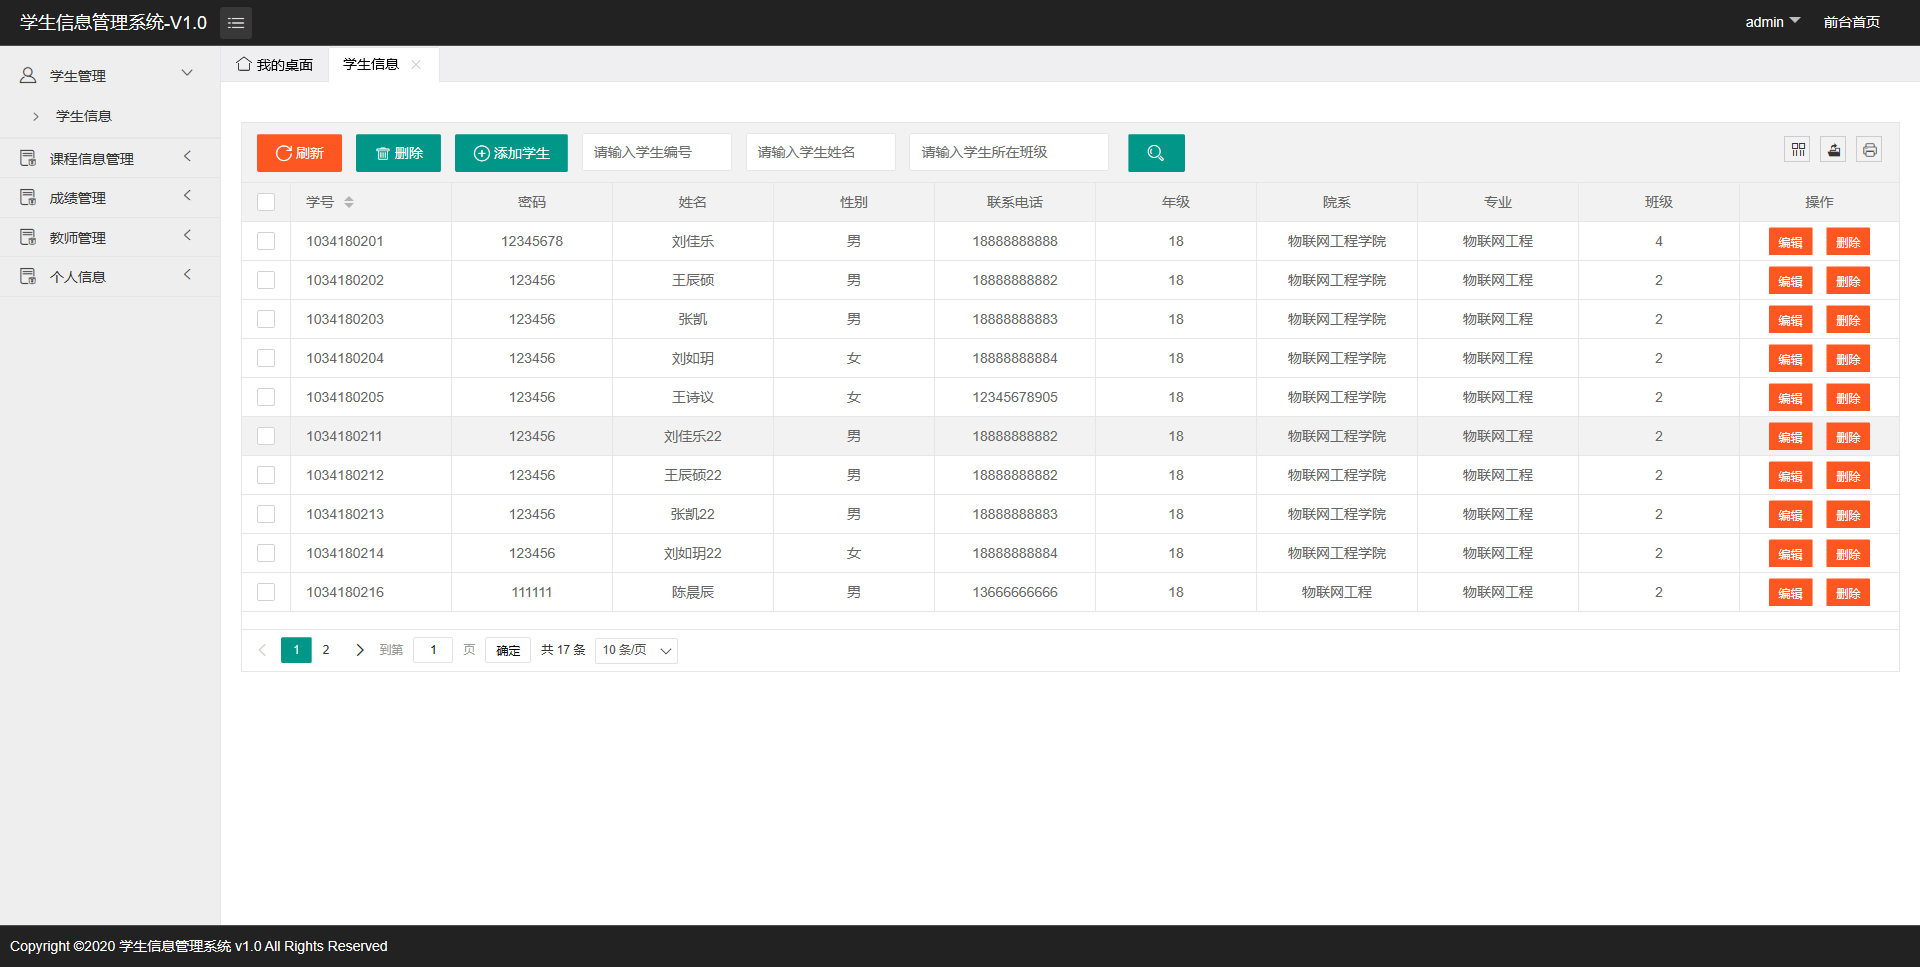 学生信息管理系统-V1.0 admin 前台首页
学生管理
学生信息
课程信息管理
成绩管理
教师管理
个人信息
我的桌面 学生信息
刷新 删除 添加学生 请输入学生编号 请输入学生姓名 请输入学生所在班级
学号 密码 姓名 性别 联系电话 年级 院系 专业 班级 操作
1034180201 12345678 刘佳乐 男 18888888888 18 物联网工程学院 物联网工程 4 编辑 删除
1034180202 123456 王辰硕 男 18888888882 18 物联网工程学院 物联网工程 2 编辑 删除
1034180203 123456 张凯 男 18888888883 18 物联网工程学院 物联网工程 2 编辑 删除
1034180204 123456 刘如玥 女 18888888884 18 物联网工程学院 物联网工程 2 编辑 删除
1034180205 123456 王诗议 女 12345678905 18 物联网工程学院 物联网工程 2 编辑 删除
1034180211 123456 刘佳乐22 男 18888888882 18 物联网工程学院 物联网工程 2 编辑 删除
1034180212 123456 王辰硕22 男 18888888882 18 物联网工程学院 物联网工程 2 编辑 删除
1034180213 123456 张凯22 男 18888888883 18 物联网工程学院 物联网工程 2 编辑 删除
1034180214 123456 刘如玥22 女 18888888884 18 物联网工程学院 物联网工程 2 编辑 删除
1034180216 111111 陈晨辰 男 13666666666 18 物联网工程 物联网工程 2 编辑 删除
1 2 到第 1 页 确定 共 17 条 10 条/页
Copyright ©2020 学生信息管理系统 v1.0 All Rights Reserved